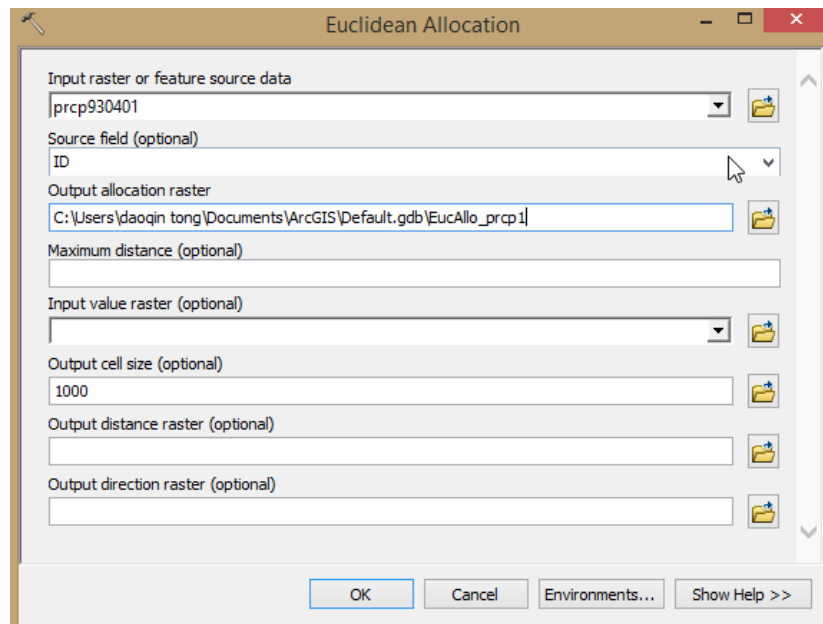 Euclidean Allocation
Input raster or feature source data
prcp930401
Source field (optional)
ID
Output allocation raster
C:\Users\daoqin tong\Documents\ArcGIS\Default.gdb\EucAllo_prcp1
Maximum distance (optional)
Input value raster (optional)
Output cell size (optional)
1000
Output distance raster (optional)
Output direction raster (optional)
OK Cancel Environments... Show Help >>